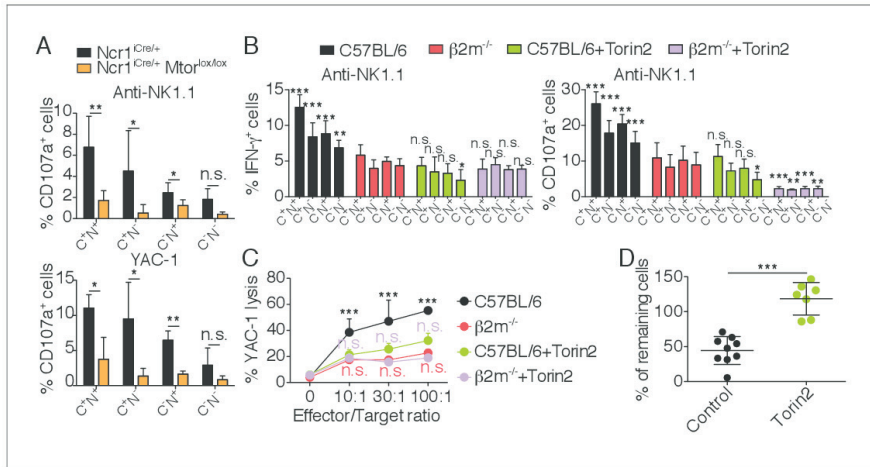 A
Ncr1iCre/+
Ncr1iCre/+ Mtorlox/lox
Anti-NK1.1
% CD107a+ cells
10
8
6
4
2
0
** * * n.s.
C+N+ C+N- C-N+ C-N-
YAC-1
% CD107a+ cells
15
10
5
0
* * ** n.s.
C+N+ C+N- C-N+ C-N-
B
C57BL/6 β2m-/- C57BL/6+Torin2 β2m-/-+Torin2
Anti-NK1.1
% IFN-γ+ cells
15
10
5
0
*** *** *** **
n.s. n.s. n.s. *
n.s. n.s. n.s. n.s.
C+N+ C+N- C-N+ C-N- C+N+ C+N- C-N+ C-N- C+N+ C+N- C-N+ C-N- C+N+ C+N- C-N+ C-N-
Anti-NK1.1
% CD107a+ cells
30
20
10
0
*** *** *** ***
n.s. n.s. n.s. *
*** ** *** **
C+N+ C+N- C-N+ C-N- C+N+ C+N- C-N+ C-N- C+N+ C+N- C-N+ C-N- C+N+ C+N- C-N+ C-N-
C
% YAC-1 lysis
80
60
40
20
0
*** *** ***
n.s. n.s. n.s.
n.s. n.s. n.s.
0 10:1 30:1 100:1
Effector/Target ratio
C57BL/6
β2m-/-
C57BL/6+Torin2
β2m-/-+Torin2
D
% of remaining cells
150
100
50
0
***
Control
Torin2